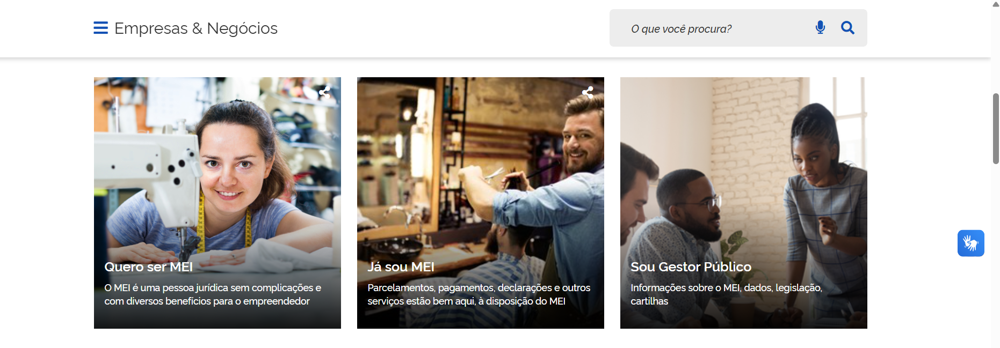 Empresas & Negócios
O que você procura?
Quero ser MEI
O MEI é uma pessoa jurídica sem complicações e
com diversos benefícios para o empreendedor
Já sou MEI
Parcelamentos, pagamentos, declarações e outros
serviços estão bem aqui, à disposição do MEI
Sou Gestor Público
Informações sobre o MEI, dados, legislação,
cartilhas